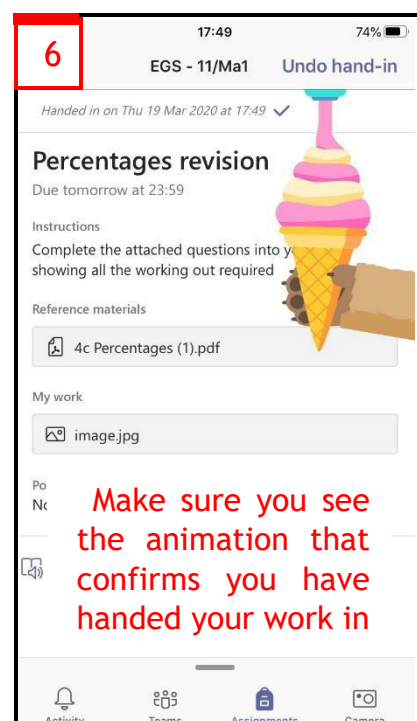 6
17:49
74%
EGS - 11/Ma1
Undo hand-in
Handed in on Thu 19 Mar 2020 at 17:49
Percentages revision
Due tomorrow at 23:59
Instructions
Complete the attached questions into y
showing all the working out required
Reference materials
4c Percentages (1).pdf
My work
image.jpg
Po
Make sure you see
the animation that
confirms you have
handed your work in
Activity
Teams
Assignments
Camera